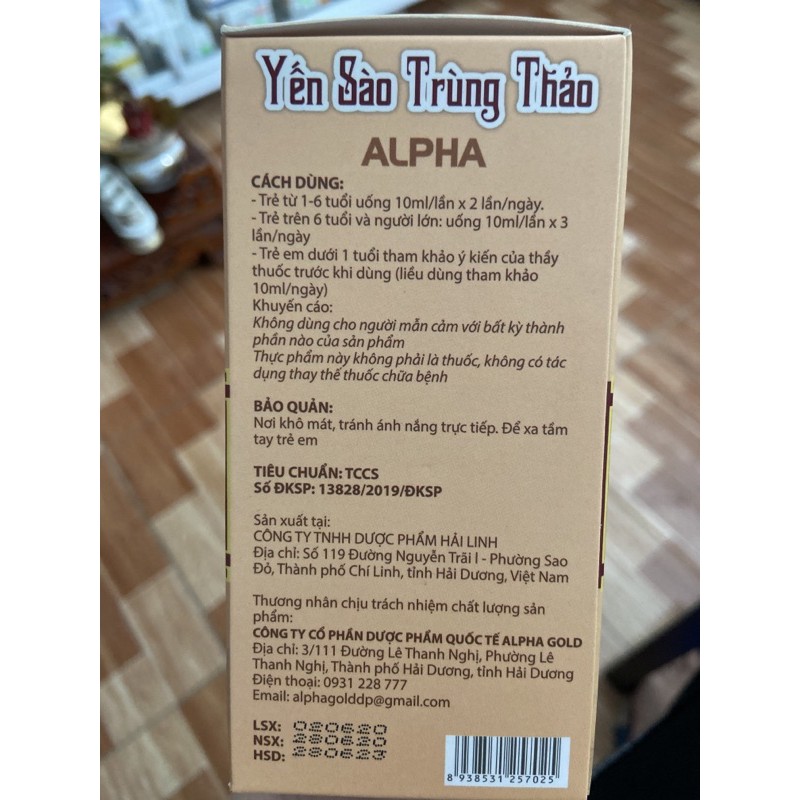 Yến Sào Trùng Thảo
ALPHA
CÁCH DÙNG:
- Trẻ từ 1-6 tuổi uống 10ml/lần x 2 lần/ngày.
- Trẻ trên 6 tuổi và người lớn: uống 10ml/lần x 3
lần/ngày
- Trẻ em dưới 1 tuổi tham khảo ý kiến của thầy
thuốc trước khi dùng (liều dùng tham khảo
10ml/ngày)
Khuyến cáo:
Không dùng cho người mẫn cảm với bất kỳ thành
phần nào của sản phẩm
Thực phẩm này không phải là thuốc, không có tác
dụng thay thế thuốc chữa bệnh
BẢO QUẢN:
Nơi khô mát, tránh ánh nắng trực tiếp. Để xa tầm
tay trẻ em
TIÊU CHUẨN: TCCS
Số ĐKSP: 13828/2019/ĐKSP
Sản xuất tại:
CÔNG TY TNHH DƯỢC PHẨM HẢI LINH
Địa chỉ: Số 119 Đường Nguyễn Trãi I - Phường Sao
Đỏ, Thành phố Chí Linh, tỉnh Hải Dương, Việt Nam
Thương nhân chịu trách nhiệm chất lượng sản
phẩm:
CÔNG TY CỔ PHẦN DƯỢC PHẨM QUỐC TẾ ALPHA GOLD
Địa chỉ: 3/111 Đường Lê Thanh Nghị, Phường Lê
Thanh Nghị, Thành phố Hải Dương, tỉnh Hải Dương
Điện thoại: 0931 228 777
Email: alphagolddp@gmail.com
LSX: 020620
NSX: 280620
HSD: 280623
8 938531 257025